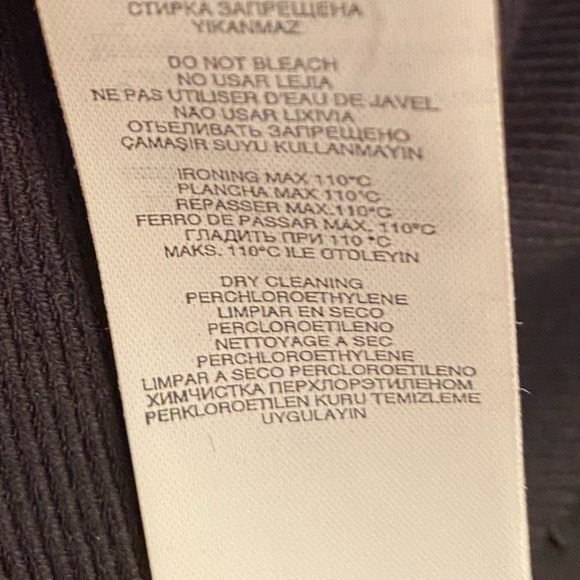 СТИРКА ЗАПРЕЩЕНА
YIKANMAZ
DO NOT BLEACH
NO USAR LEJIA
NE PAS UTILISER D'EAU DE JAVEL
NÃO USAR LIXIVIA
ОТБЕЛИВАТЬ ЗАПРЕЩЕНО
ÇAMAŞIR SUYU KULLANMAYIN
IRONING MAX 110°C
PLANCHA MAX 110°C
REPASSER MAX.110°C
FERRO DE PASSAR MAX. 110°C
ГЛАДИТЬ ПРИ 110 °C
MAKS. 110°C ILE OTOLEYIN
DRY CLEANING
PERCHLOROETHYLENE
LIMPIAR EN SECO
PERCLOROETILENO
NETTOYAGE A SEC
PERCHLOROETHYLENE
LIMPAR A SECO PERCLOROETILENO
ХИМЧИСТКА ПЕРХЛОРЭТИЛЕНОМ
PERKLOROETILEN KURU TEMIZLEME
UYGULAYIN